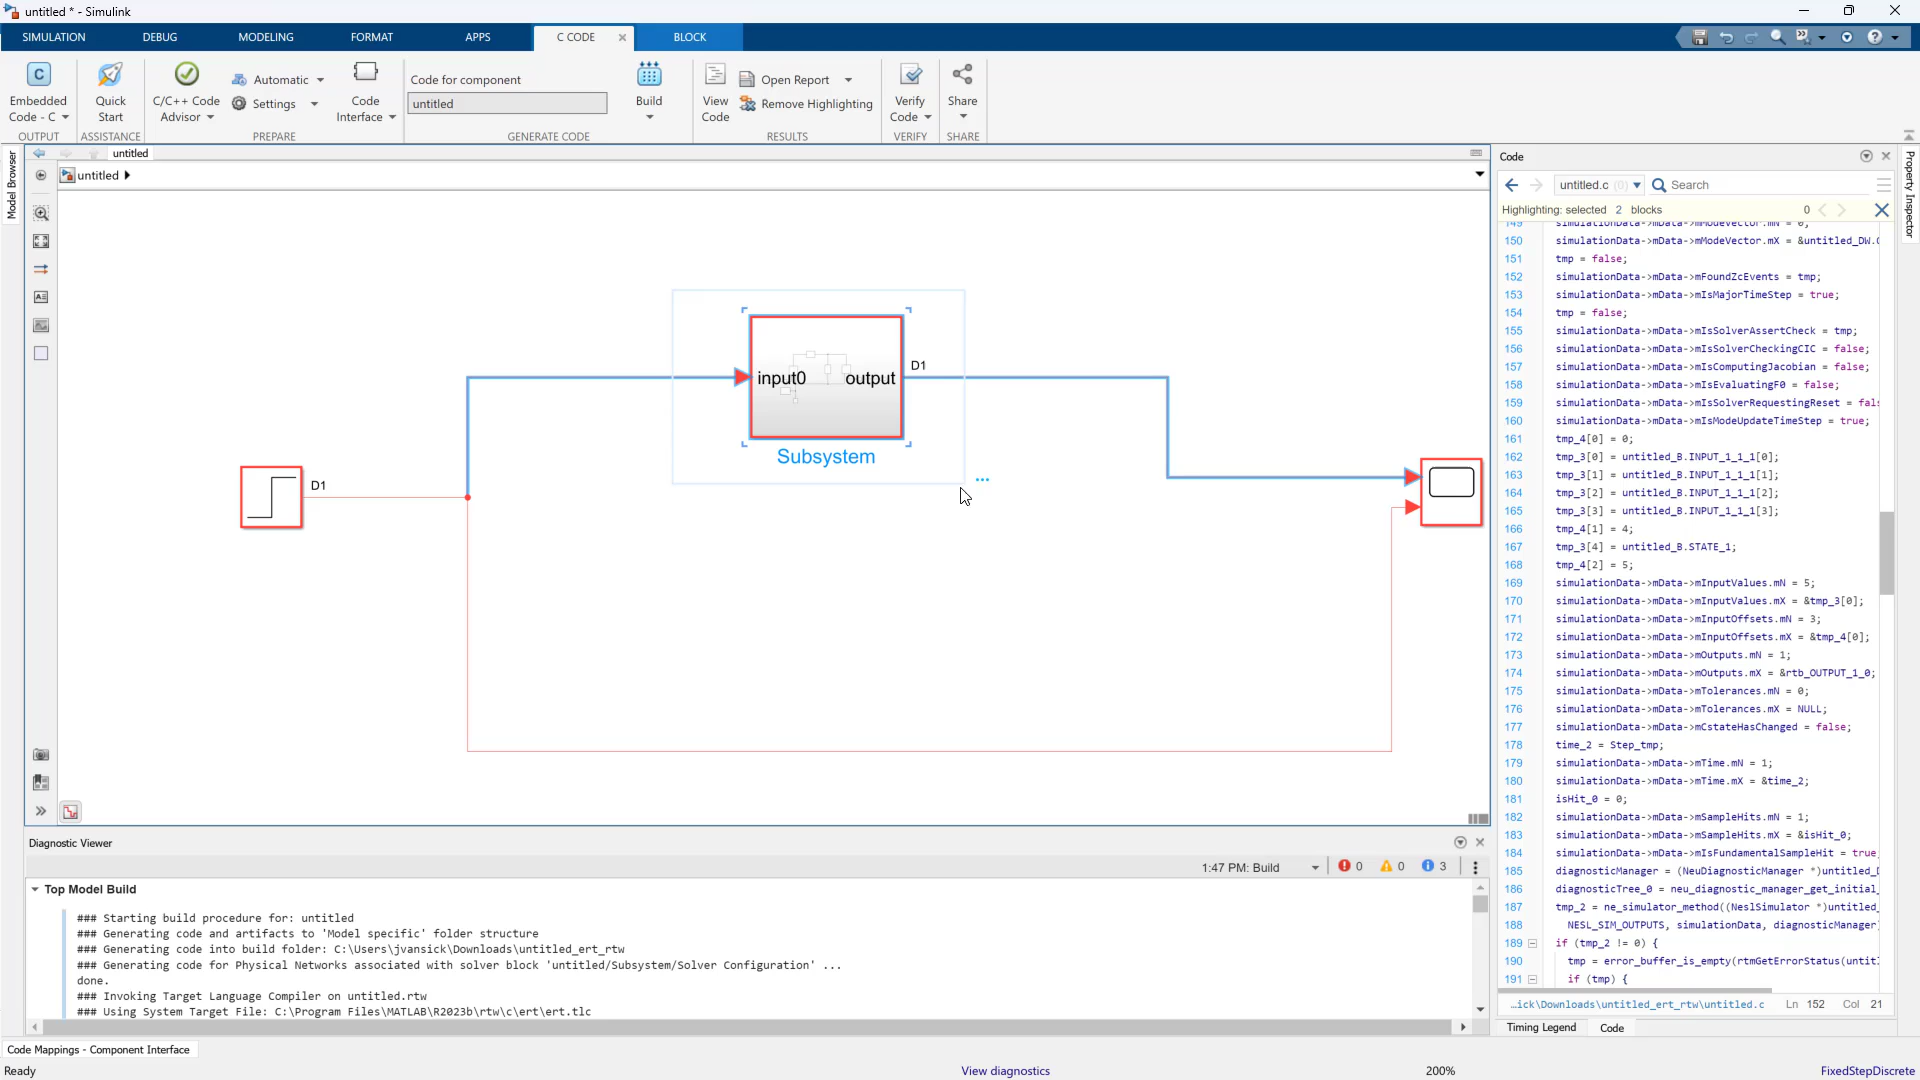 untitled * - Simulink
SIMULATION DEBUG MODELING FORMAT APPS C CODE BLOCK
Embedded Code - C
OUTPUT
Quick Start
ASSISTANCE
C/C++ Code Advisor
Automatic
Settings
Code Interface
PREPARE
Code for component
untitled
Build
GENERATE CODE
View Code
Open Report
Remove Highlighting
RESULTS
Verify Code
VERIFY
Share
SHARE
Model Browser
untitled
untitled
D1
input0 output
D1
Subsystem
...
Code
Property Inspector
untitled.c (0) Search
Highlighting: selected 2 blocks 0
149 simulationData->mData->mModeVector.mN = 0;
150 simulationData->mData->mModeVector.mX = &untitled_DW.
151 tmp = false;
152 simulationData->mData->mFoundZcEvents = tmp;
153 simulationData->mData->mIsMajorTimeStep = true;
154 tmp = false;
155 simulationData->mData->mIsSolverAssertCheck = tmp;
156 simulationData->mData->mIsSolverCheckingCIC = false;
157 simulationData->mData->mIsComputingJacobian = false;
158 simulationData->mData->mIsEvaluatingF0 = false;
159 simulationData->mData->mIsSolverRequestingReset = fals
160 simulationData->mData->mIsModeUpdateTimeStep = true;
161 tmp_4[0] = 0;
162 tmp_3[0] = untitled_B.INPUT_1_1_1[0];
163 tmp_3[1] = untitled_B.INPUT_1_1_1[1];
164 tmp_3[2] = untitled_B.INPUT_1_1_1[2];
165 tmp_3[3] = untitled_B.INPUT_1_1_1[3];
166 tmp_4[1] = 4;
167 tmp_3[4] = untitled_B.STATE_1;
168 tmp_4[2] = 5;
169 simulationData->mData->mInputValues.mN = 5;
170 simulationData->mData->mInputValues.mX = &tmp_3[0];
171 simulationData->mData->mInputOffsets.mN = 3;
172 simulationData->mData->mInputOffsets.mX = &tmp_4[0];
173 simulationData->mData->mOutputs.mN = 1;
174 simulationData->mData->mOutputs.mX = &rtb_OUTPUT_1_0;
175 simulationData->mData->mTolerances.mN = 0;
176 simulationData->mData->mTolerances.mX = NULL;
177 simulationData->mData->mCstateHasChanged = false;
178 time_2 = Step_tmp;
179 simulationData->mData->mTime.mN = 1;
180 simulationData->mData->mTime.mX = &time_2;
181 isHit_0 = 0;
182 simulationData->mData->mSampleHits.mN = 1;
183 simulationData->mData->mSampleHits.mX = &isHit_0;
184 simulationData->mData->mIsFundamentalSampleHit = true
185 diagnosticManager = (NeuDiagnosticManager *)untitled_
186 diagnosticTree_0 = neu_diagnostic_manager_get_initial_
187 tmp_2 = ne_simulator_method((NeslSimulator *)untitled_
188 NESL_SIM_OUTPUTS, simulationData, diagnosticManager
189 if (tmp_2 != 0) {
190 tmp = error_buffer_is_empty(rtmGetErrorStatus(untit
191 if (tmp) {
...ick\Downloads\untitled_ert_rtw\untitled.c Ln 152 Col 21
Timing Legend Code
Diagnostic Viewer
1:47 PM: Build 0 0 3
Top Model Build
### Starting build procedure for: untitled
### Generating code and artifacts to 'Model specific' folder structure
### Generating code into build folder: C:\Users\jvansick\Downloads\untitled_ert_rtw
### Generating code for Physical Networks associated with solver block 'untitled/Subsystem/Solver Configuration' ...
done.
### Invoking Target Language Compiler on untitled.rtw
### Using System Target File: C:\Program Files\MATLAB\R2023b\rtw\c\ert\ert.tlc
Code Mappings - Component Interface
Ready View diagnostics 200% FixedStepDiscrete